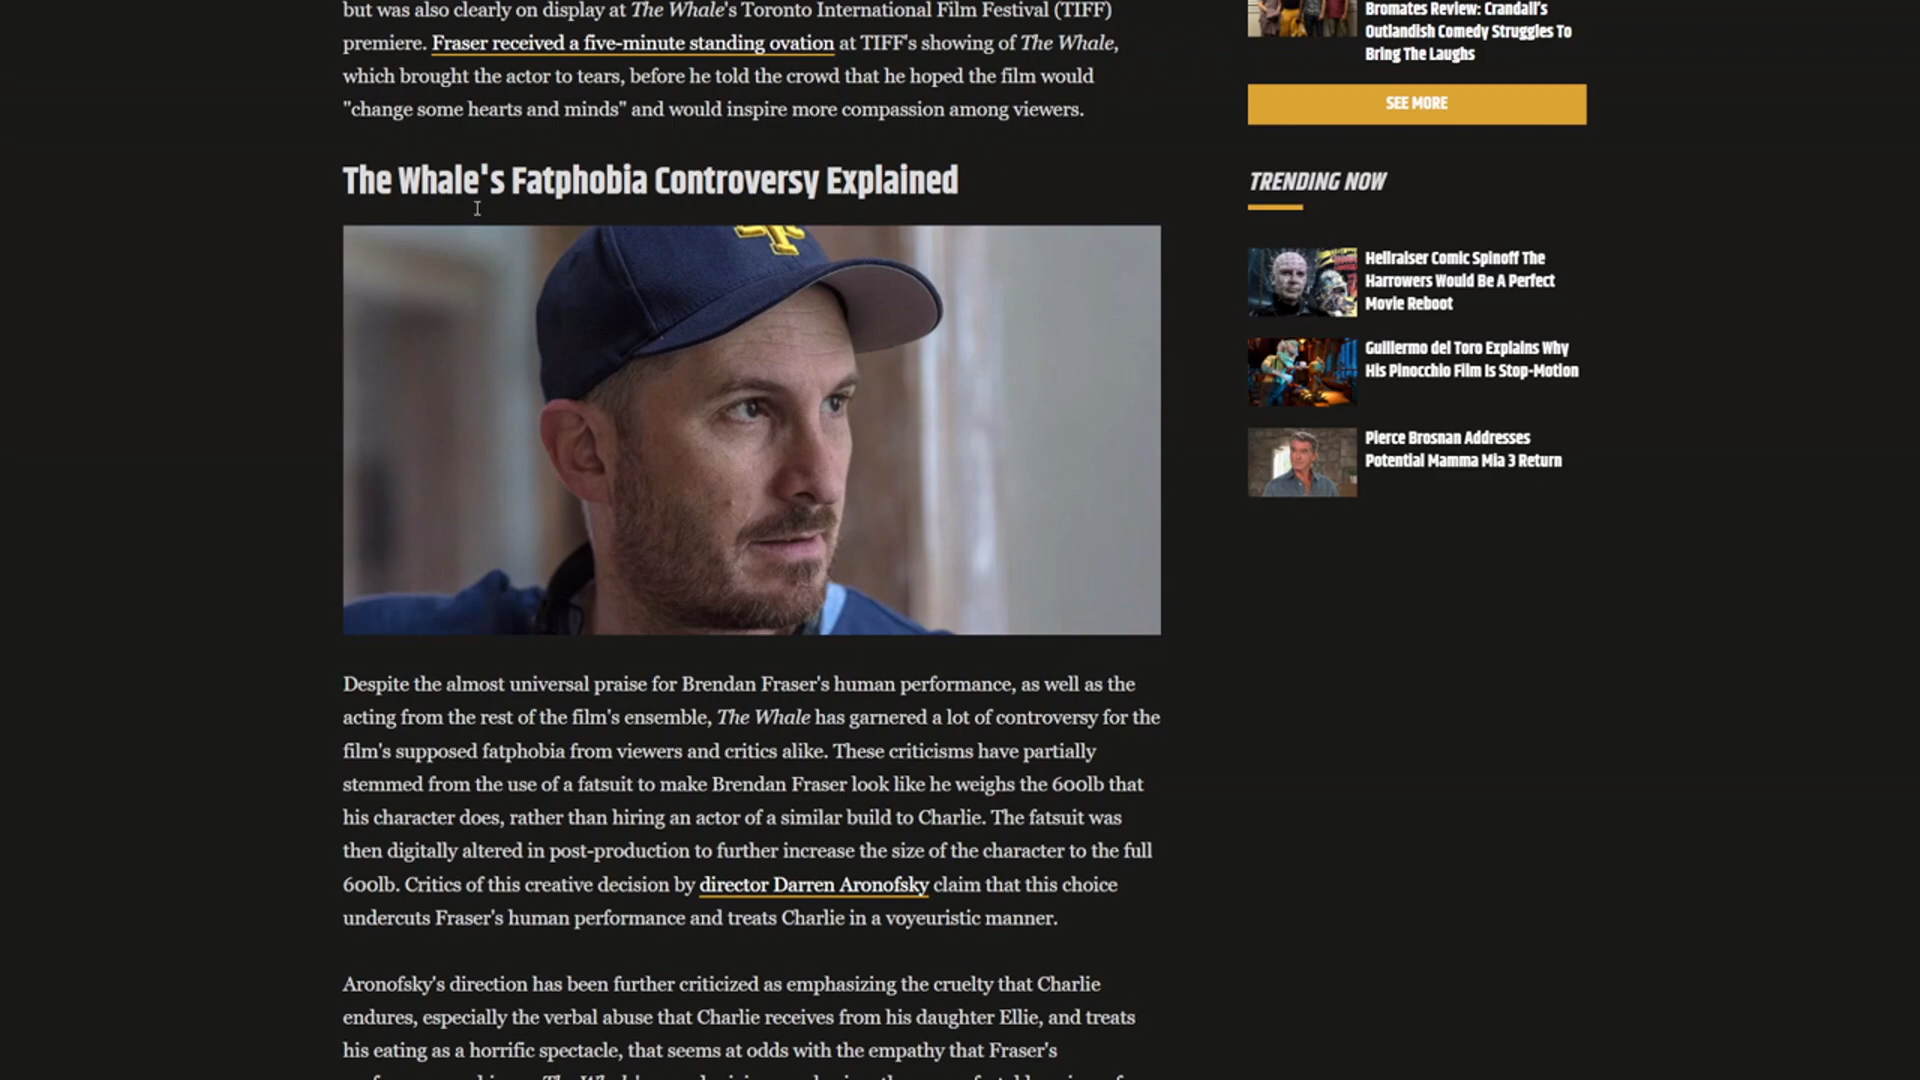 but was also clearly on display at The Whale's Toronto International Film Festival (TIFF)
premiere. Fraser received a five-minute standing ovation at TIFF's showing of The Whale,
which brought the actor to tears, before he told the crowd that he hoped the film would
"change some hearts and minds" and would inspire more compassion among viewers.
The Whale's Fatphobia Controversy Explained
Despite the almost universal praise for Brendan Fraser's human performance, as well as the
acting from the rest of the film's ensemble, The Whale has garnered a lot of controversy for the
film's supposed fatphobia from viewers and critics alike. These criticisms have partially
stemmed from the use of a fatsuit to make Brendan Fraser look like he weighs the 600lb that
his character does, rather than hiring an actor of a similar build to Charlie. The fatsuit was
then digitally altered in post-production to further increase the size of the character to the full
600lb. Critics of this creative decision by director Darren Aronofsky claim that this choice
undercuts Fraser's human performance and treats Charlie in a voyeuristic manner.
Aronofsky's direction has been further criticized as emphasizing the cruelty that Charlie
endures, especially the verbal abuse that Charlie receives from his daughter Ellie, and treats
his eating as a horrific spectacle, that seems at odds with the empathy that Fraser's
Bromates Review: Crandall's
Outlandish Comedy Struggles To
Bring The Laughs
SEE MORE
TRENDING NOW
Hellraiser Comic Spinoff The
Harrowers Would Be A Perfect
Movie Reboot
Guillermo del Toro Explains Why
His Pinocchio Film Is Stop-Motion
Pierce Brosnan Addresses
Potential Mamma Mia 3 Return